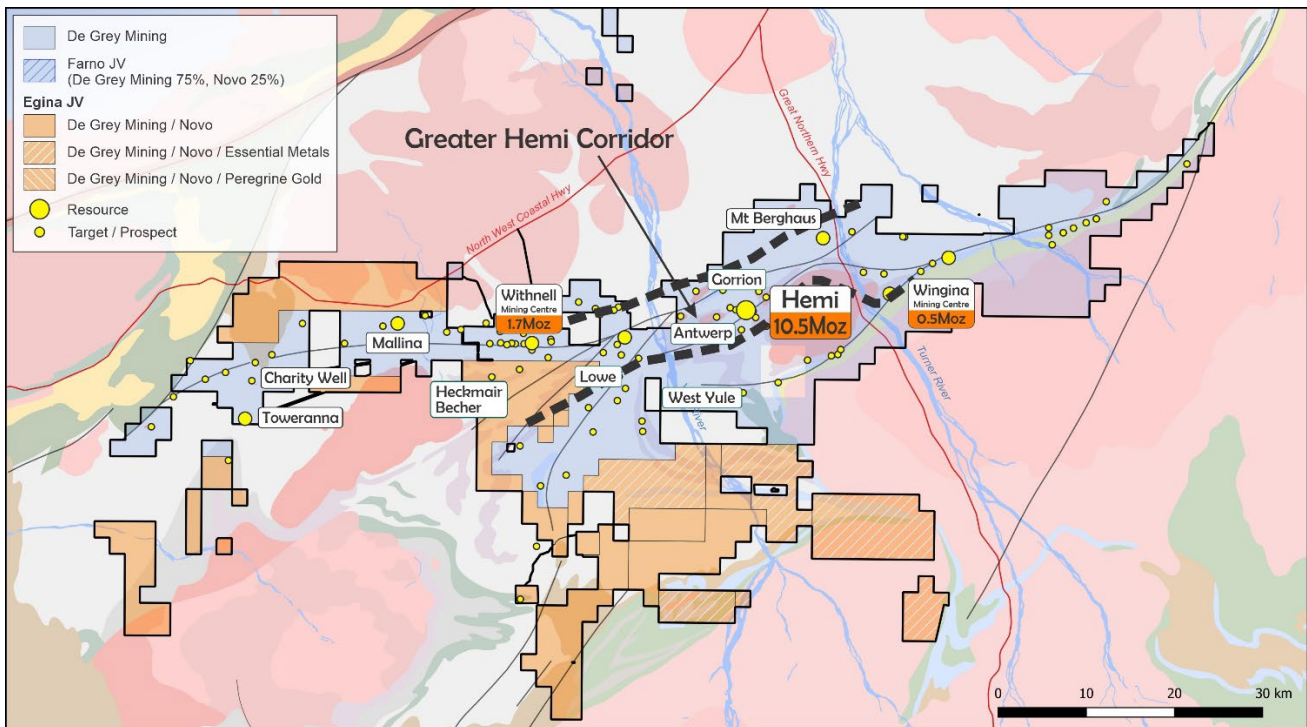 De Grey Mining
Farno JV
(De Grey Mining 75%, Novo 25%)
Egina JV
De Grey Mining / Novo
De Grey Mining / Novo / Essential Metals
De Grey Mining / Novo / Peregrine Gold
Resource
Target / Prospect
Greater Hemi Corridor
Great Northern Hwy
North West Coastal Hwy
Mt Berghaus
Gorrion
Withnell
Mining Centre
1.7Moz
Hemi
10.5Moz
Wingina
Mining Centre
0.5Moz
Antwerp
Mallina
Charity Well
Toweranna
Heckmair
Becher
Lowe
West Yule
River
Turner River
0 10 20 30 km